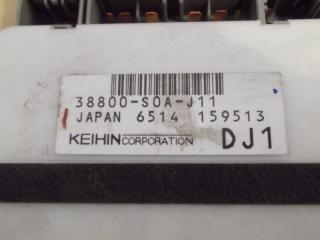 38800-S0A-J11
JAPAN 6514 159513
KEIHIN CORPORATION DJ1